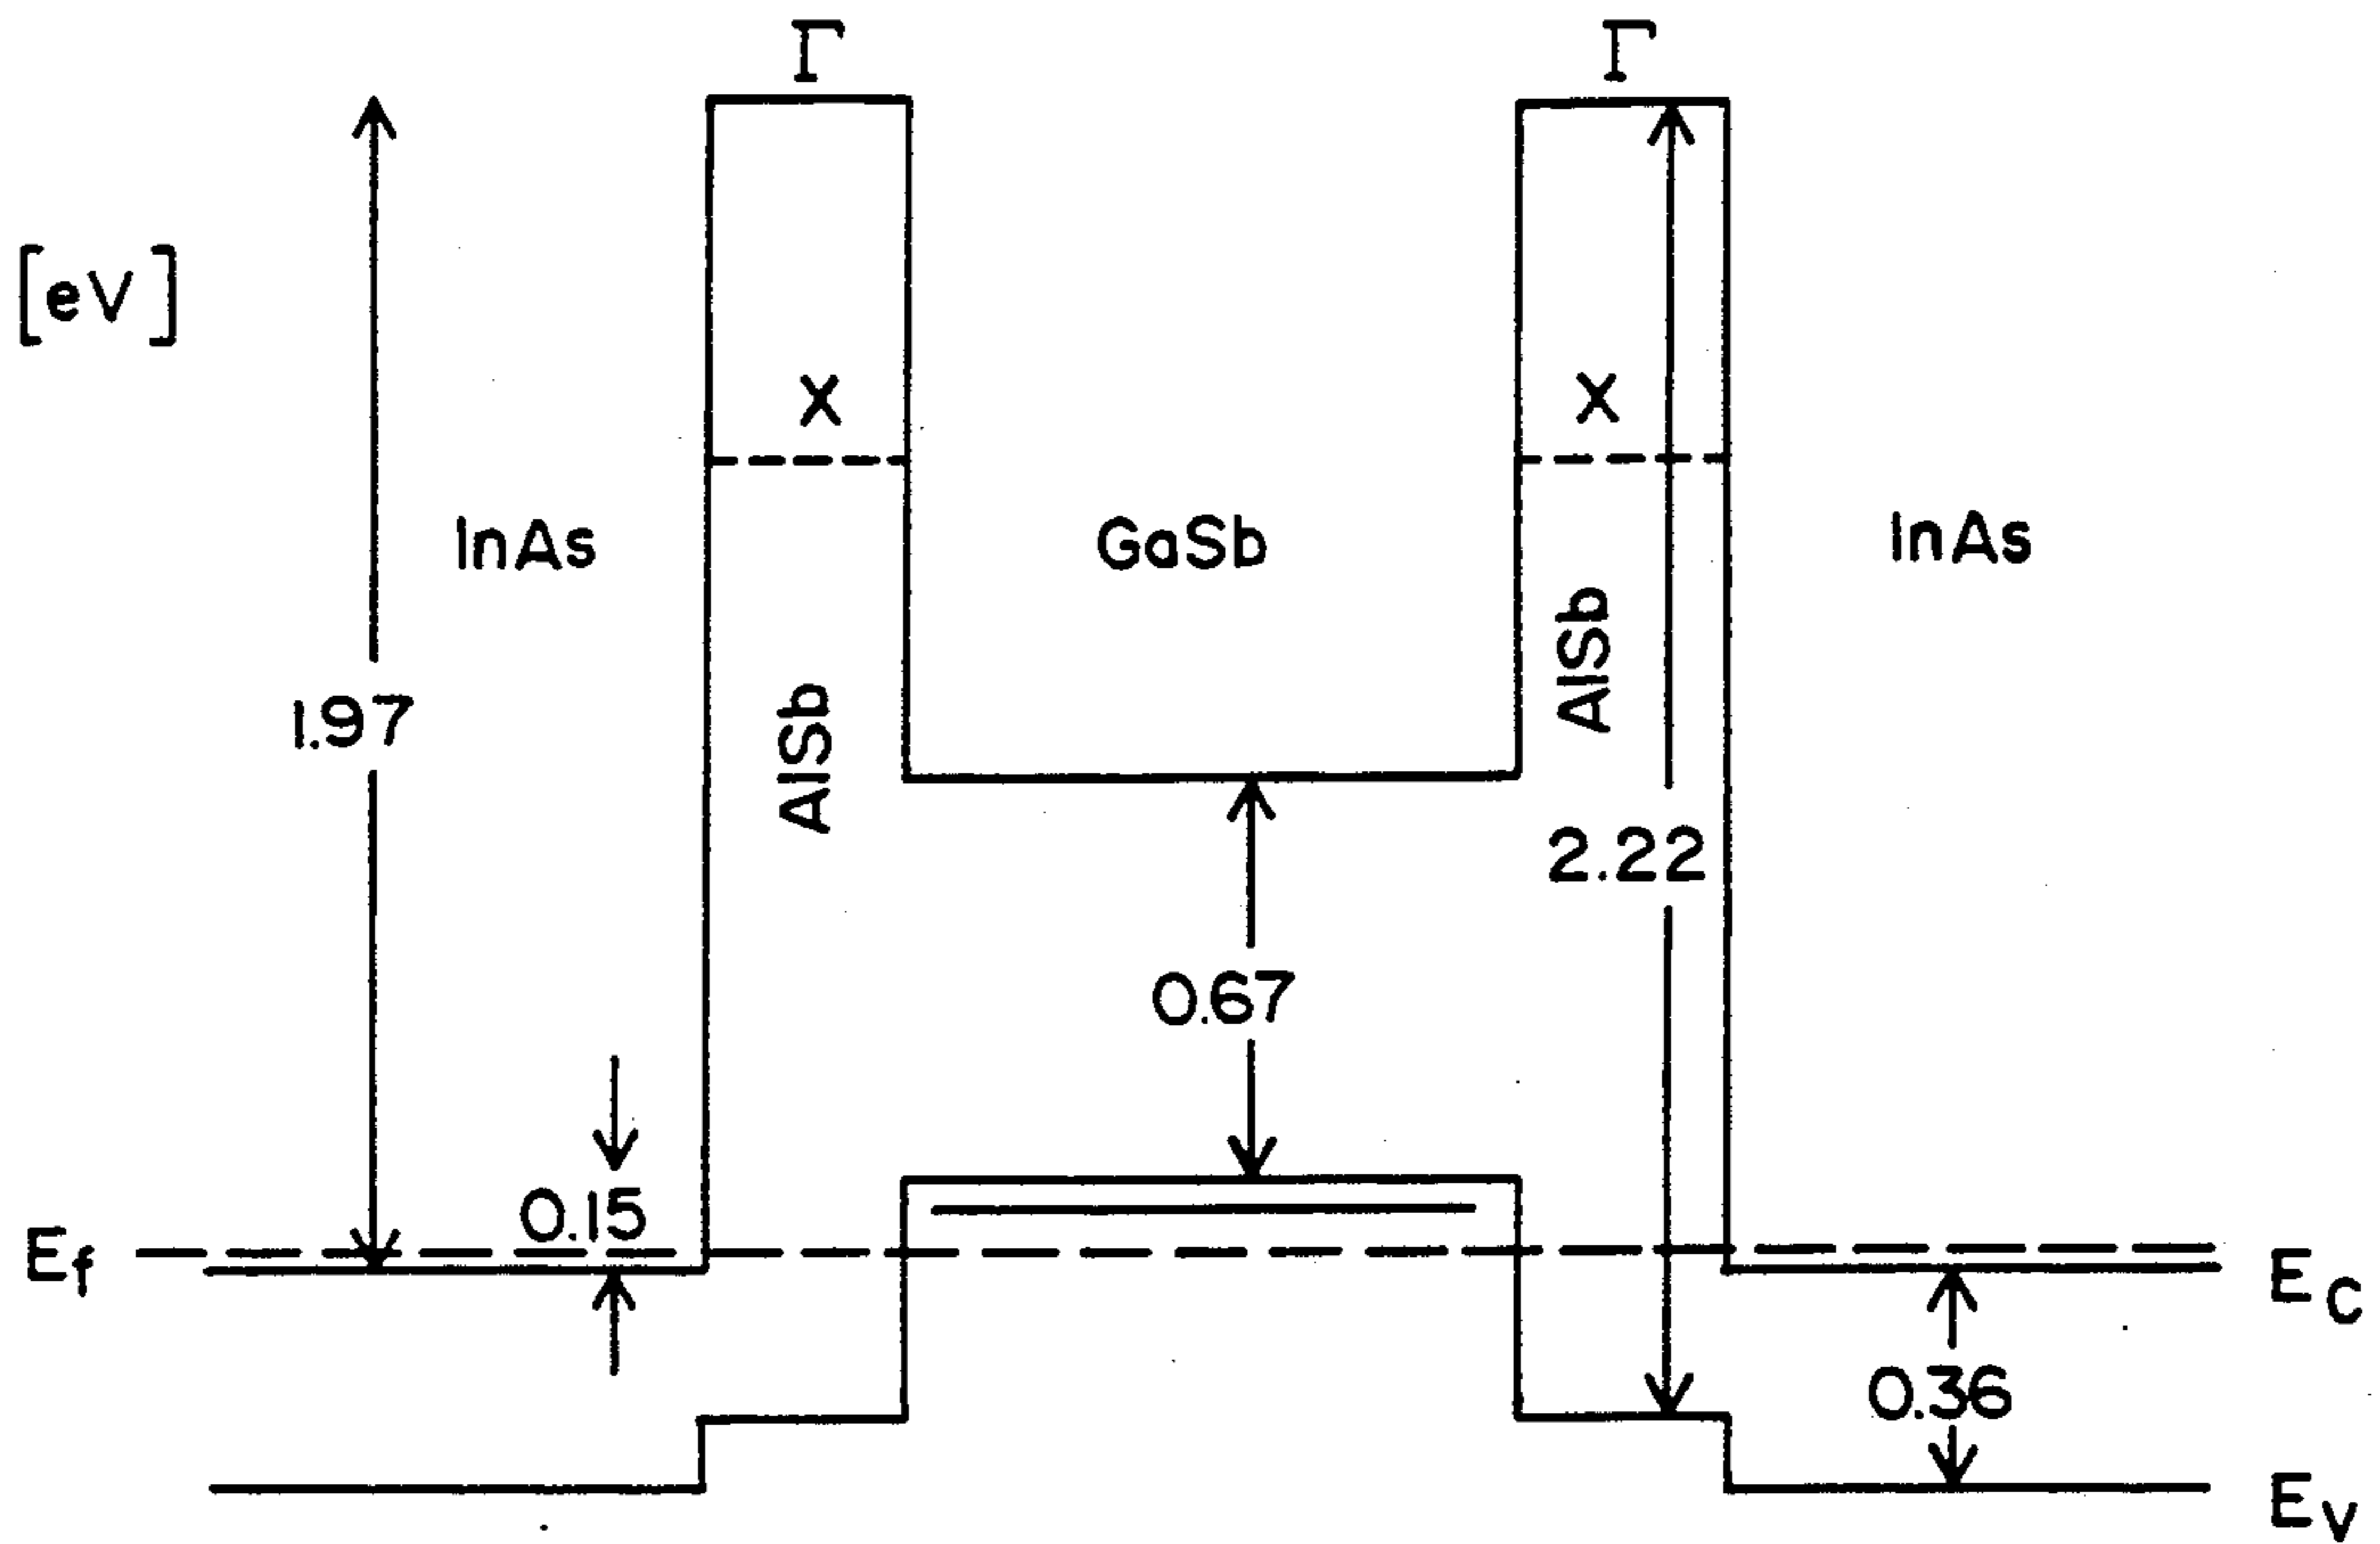 Γ Γ
[eV]
X X
InAs GaSb InAs
AlSb
AlSb
1.97
2.22
0.67
0.15
Ef
Ec
0.36
Ev